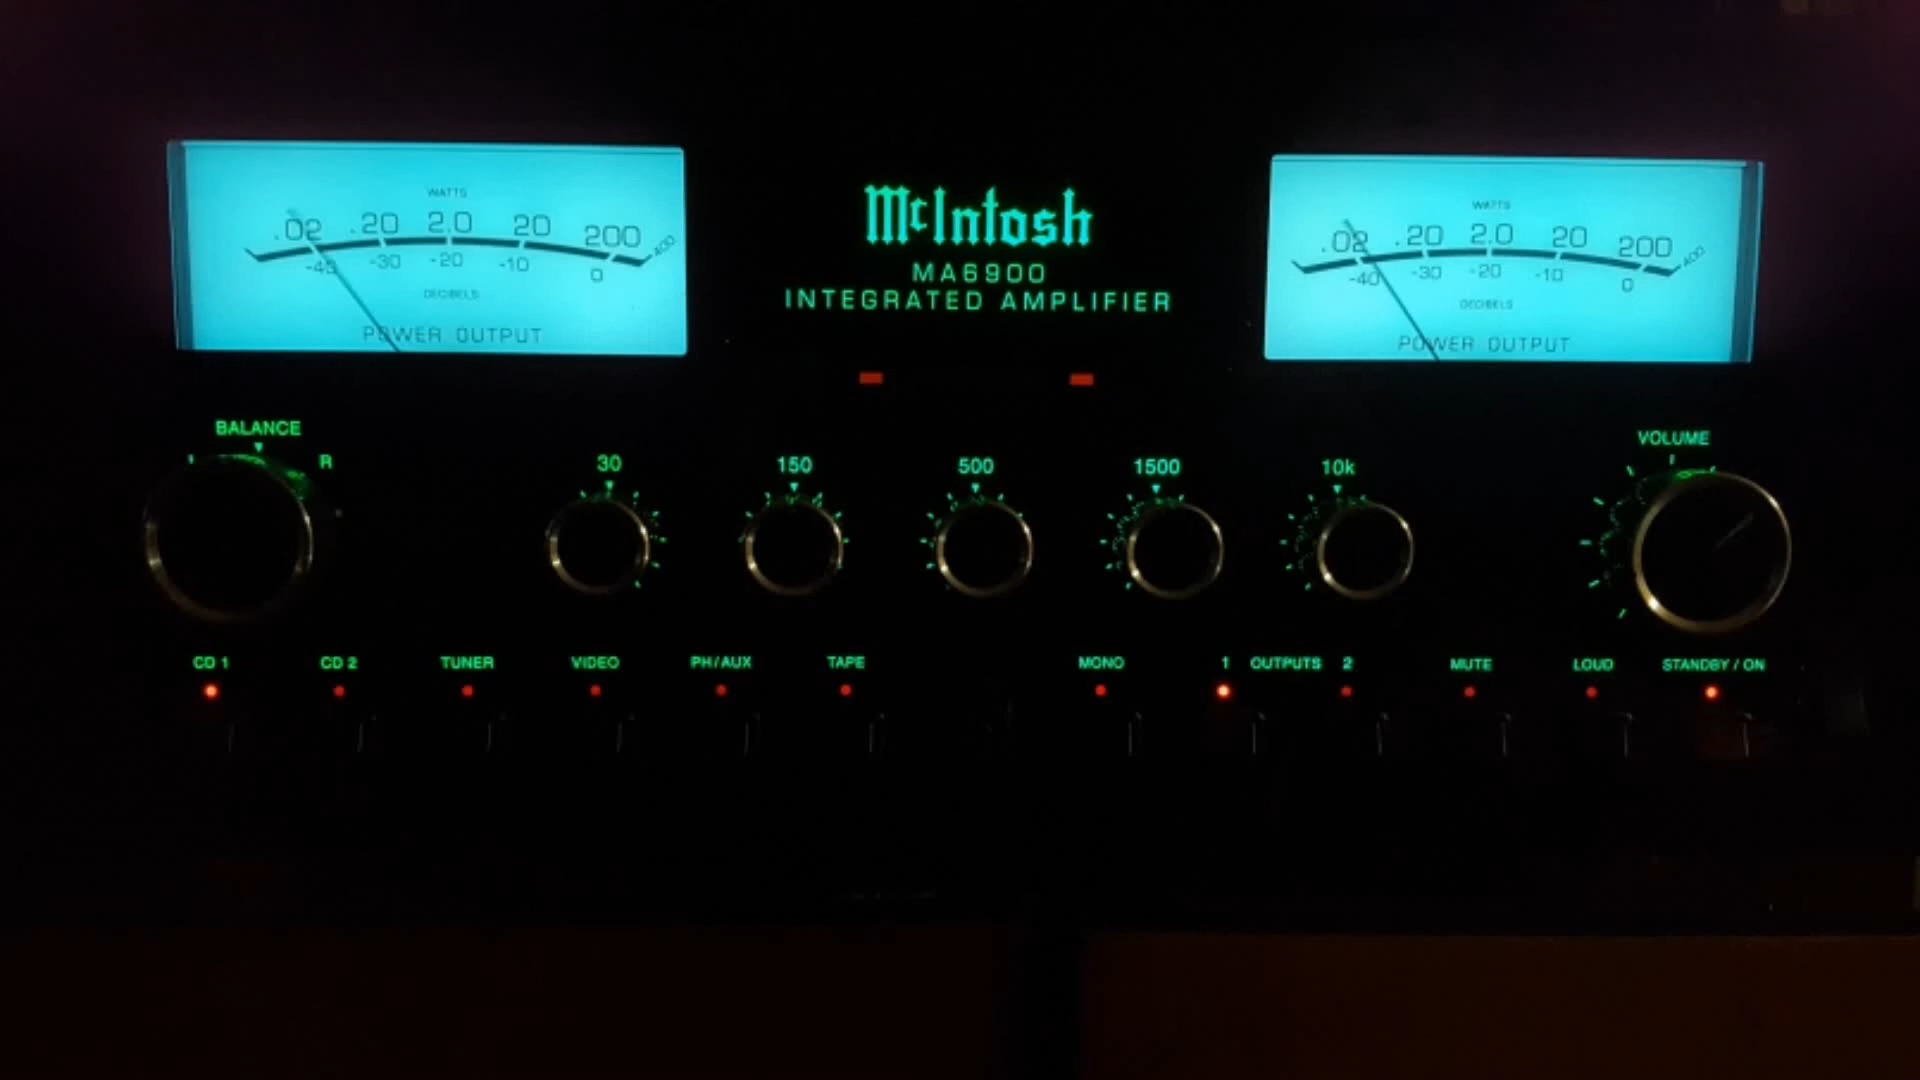 WATTS
.02 .20 2.0 20 200 400
-40 -30 -20 -10 0
DECIBELS
POWER OUTPUT
McIntosh
MA6900
INTEGRATED AMPLIFIER
WATTS
.02 .20 2.0 20 200 400
-40 -30 -20 -10 0
DECIBELS
POWER OUTPUT
BALANCE
R
30 150 500 1500 10k
VOLUME
CD 1 CD 2 TUNER VIDEO PH/AUX TAPE MONO 1 OUTPUTS 2 MUTE LOUD STANDBY / ON